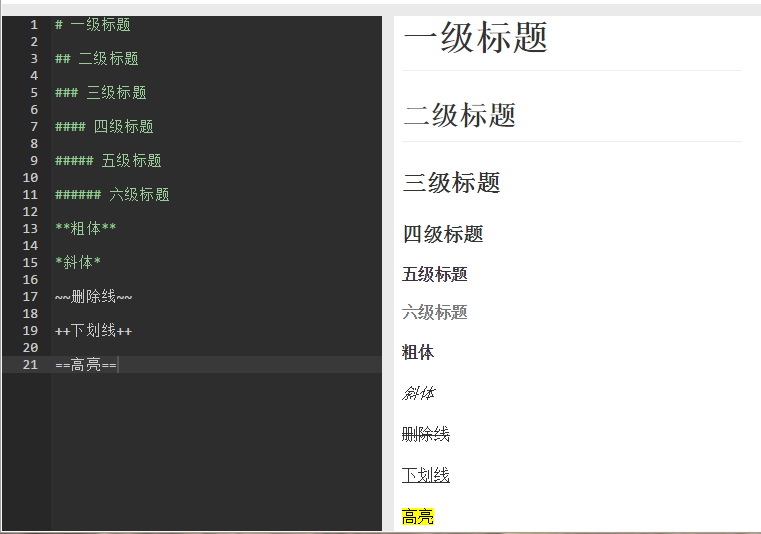 1 # 一级标题
2
3 ## 二级标题
4
5 ### 三级标题
6
7 #### 四级标题
8
9 ##### 五级标题
10
11 ###### 六级标题
12
13 **粗体**
14
15 *斜体*
16
17 ~~删除线~~
18
19 ++下划线++
20
21 ==高亮==
一级标题
二级标题
三级标题
四级标题
五级标题
六级标题
粗体
斜体
删除线
下划线
高亮